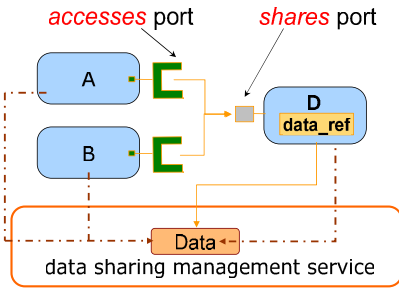 accesses port
shares port
A
D
data_ref
B
Data
data sharing management service